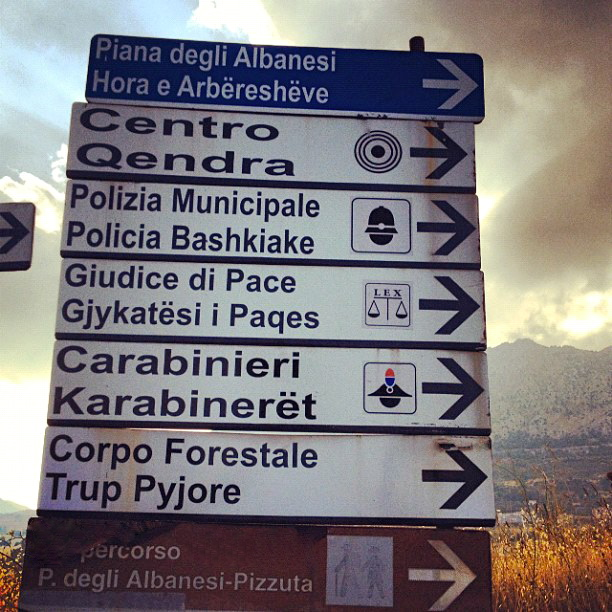 Piana degli Albanesi
Hora e Arbëreshëve
Centro
Qendra
Polizia Municipale
Policia Bashkiake
Giudice di Pace
LEX
Gjykatësi i Paqes
Carabinieri
Karabinerët
Corpo Forestale
Trup Pyjore
percorso
P. degli Albanesi-Pizzuta